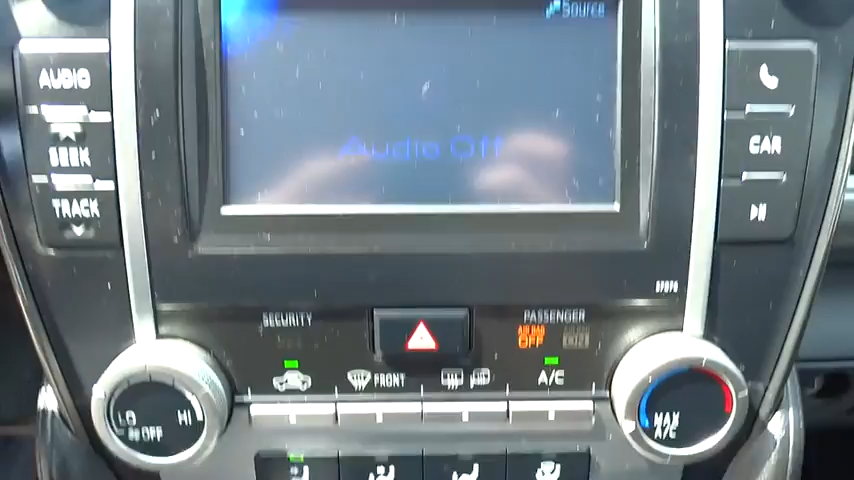 Source
AUDIO
SEEK
TRACK
CAR
Audio Off
SECURITY
PASSENGER
AIR BAG
OFF
FRONT
A/C
LO
HI
OFF
MAX
A/C